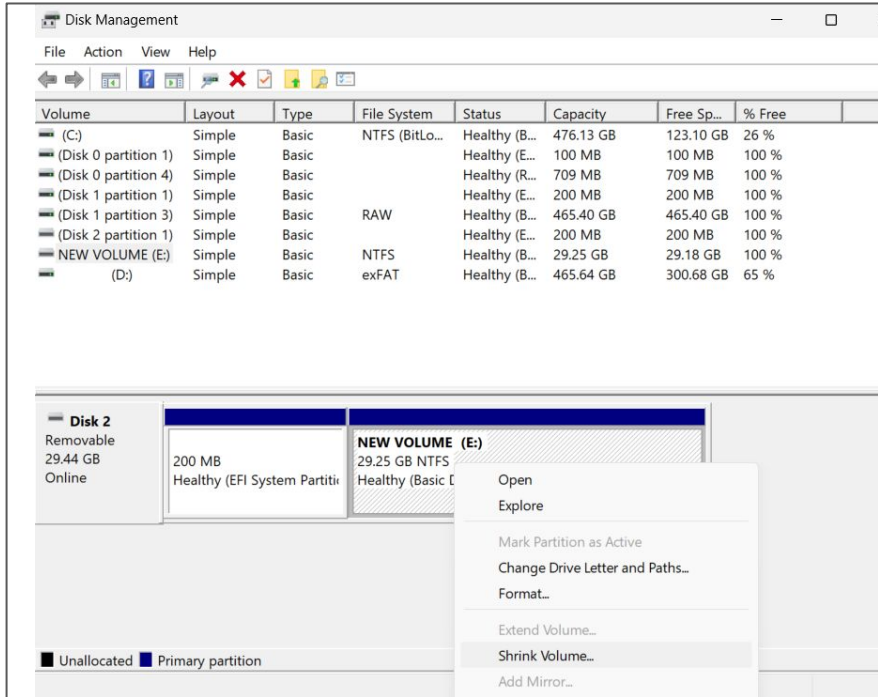 Disk Management
File Action View Help
Volume Layout Type File System Status Capacity Free Sp... % Free
(C:) Simple Basic NTFS (BitLo... Healthy (B... 476.13 GB 123.10 GB 26 %
(Disk 0 partition 1) Simple Basic Healthy (E... 100 MB 100 MB 100 %
(Disk 0 partition 4) Simple Basic Healthy (R... 709 MB 709 MB 100 %
(Disk 1 partition 1) Simple Basic Healthy (E... 200 MB 200 MB 100 %
(Disk 1 partition 3) Simple Basic RAW Healthy (B... 465.40 GB 465.40 GB 100 %
(Disk 2 partition 1) Simple Basic Healthy (E... 200 MB 200 MB 100 %
NEW VOLUME (E:) Simple Basic NTFS Healthy (B... 29.25 GB 29.18 GB 100 %
(D:) Simple Basic exFAT Healthy (B... 465.64 GB 300.68 GB 65 %
Disk 2
Removable
29.44 GB
Online
200 MB
Healthy (EFI System Partiti
NEW VOLUME (E:)
29.25 GB NTFS
Healthy (Basic D
Open
Explore
Mark Partition as Active
Change Drive Letter and Paths...
Format...
Extend Volume...
Shrink Volume...
Add Mirror...
Unallocated Primary partition